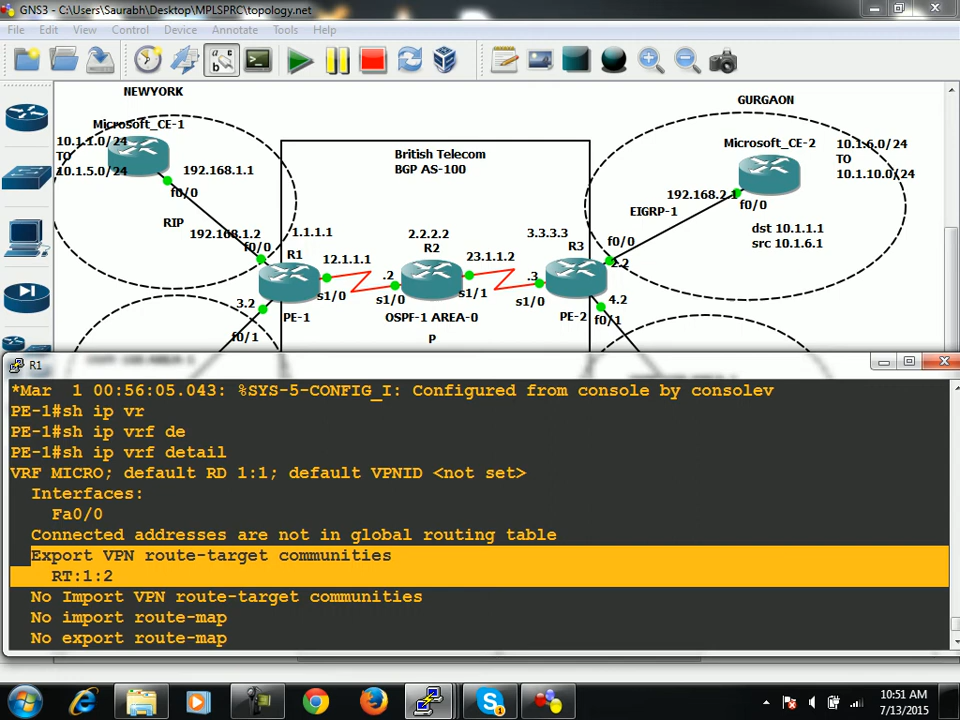 GNS3 — C:\Users\Saurabh\Desktop\MPLSPRC\topology.net
File Edit View Control Device Annotate Tools Help
NEWYORK
Microsoft_CE-1
10.1.1.0/24
TO
10.1.5.0/24
192.168.1.1
f0/0
RIP
192.168.1.2
f0/0
British Telecom
BGP AS-100
1.1.1.1
R1
12.1.1.1
s1/0
PE-1
3.2
f0/1
2.2.2.2
R2
.2
s1/0
23.1.1.2
s1/1
OSPF-1 AREA-0
P
3.3.3.3
R3
.3
s1/0
PE-2
f0/0
2.2
4.2
f0/1
GURGAON
Microsoft_CE-2
10.1.6.0/24
TO
10.1.10.0/24
192.168.2.1
f0/0
EIGRP-1
dst 10.1.1.1
src 10.1.6.1
R1
*Mar 1 00:56:05.043: %SYS-5-CONFIG_I: Configured from console by consolev
PE-1#sh ip vr
PE-1#sh ip vrf de
PE-1#sh ip vrf detail
VRF MICRO; default RD 1:1; default VPNID <not set>
Interfaces:
Fa0/0
Connected addresses are not in global routing table
Export VPN route-target communities
RT:1:2
No Import VPN route-target communities
No import route-map
No export route-map
10:51 AM
7/13/2015